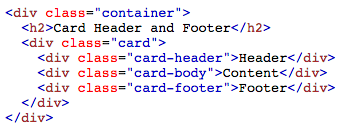 <div class="container">
  <h2>Card Header and Footer</h2>
  <div class="card">
    <div class="card-header">Header</div>
    <div class="card-body">Content</div>
    <div class="card-footer">Footer</div>
  </div>
</div>